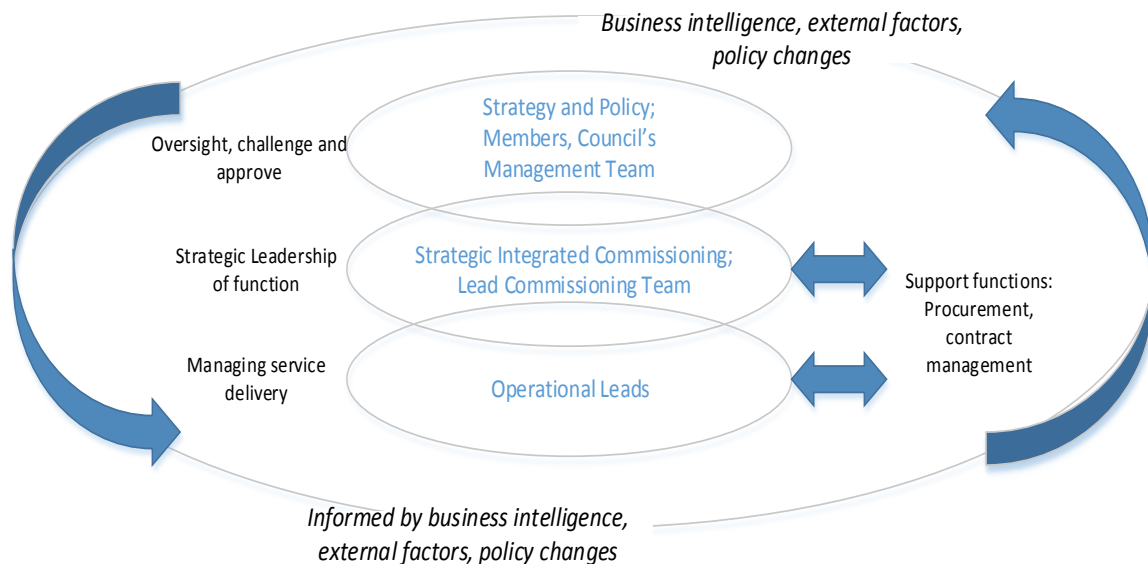 Business intelligence, external factors,
policy changes
Strategy and Policy;
Members, Council's
Management Team
Oversight, challenge and
approve
Strategic Leadership
of function
Strategic Integrated Commissioning;
Lead Commissioning Team
Support functions:
Procurement,
contract
management
Managing service
delivery
Operational Leads
Informed by business intelligence,
external factors, policy changes